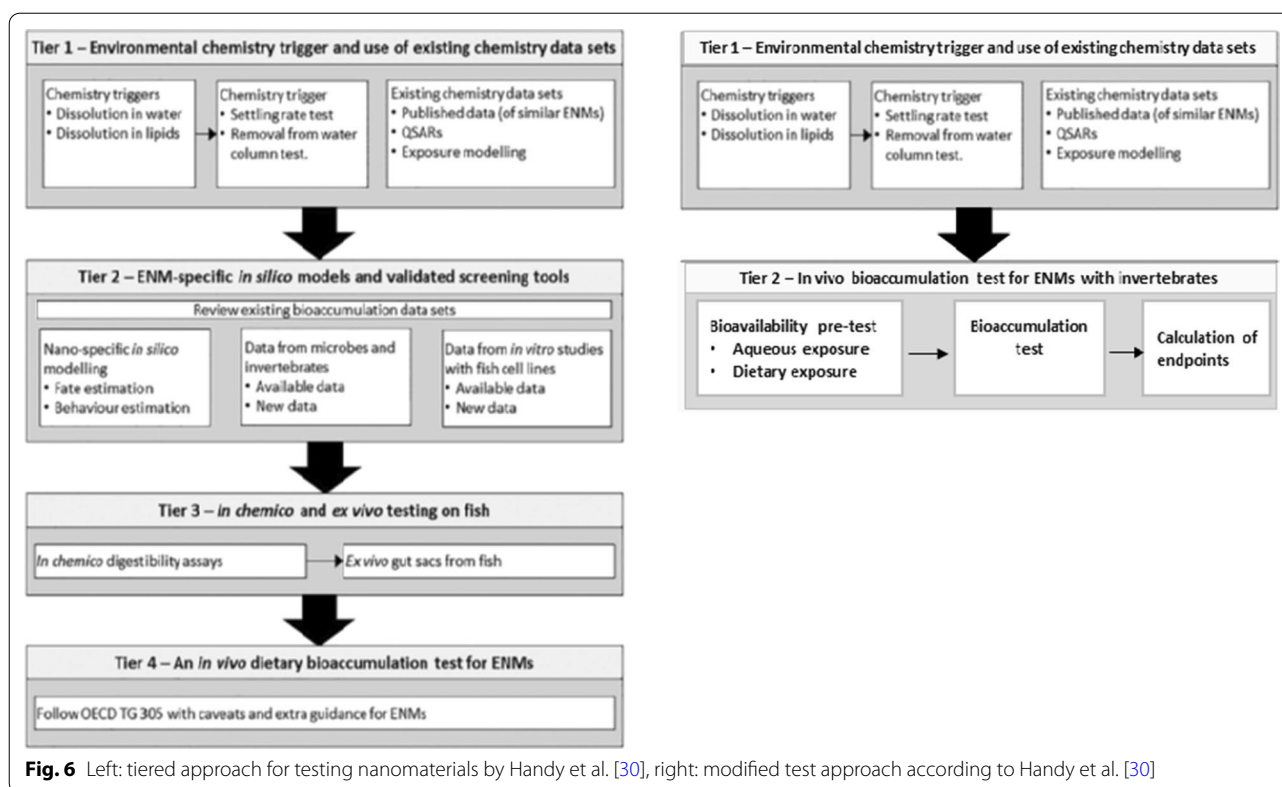 Tier 1 – Environmental chemistry trigger and use of existing chemistry data sets
Chemistry triggers
• Dissolution in water
• Dissolution in lipids
Chemistry trigger
• Settling rate test
• Removal from water
column test.
Existing chemistry data sets
• Published data (of similar ENMs)
• QSARs
• Exposure modelling
Tier 2 – ENM-specific in silico models and validated screening tools
Review existing bioaccumulation data sets
Nano-specific in silico
modelling
• Fate estimation
• Behaviour estimation
Data from microbes and
invertebrates
• Available data
• New data
Data from in vitro studies
with fish cell lines
• Available data
• New data
Tier 3 – In chemico and ex vivo testing on fish
In chemico digestibility assays
Ex vivo gut sacs from fish
Tier 4 – An in vivo dietary bioaccumulation test for ENMs
Follow OECD TG 305 with caveats and extra guidance for ENMs
Tier 1 – Environmental chemistry trigger and use of existing chemistry data sets
Chemistry triggers
• Dissolution in water
• Dissolution in lipids
Chemistry trigger
• Settling rate test
• Removal from water
column test.
Existing chemistry data sets
• Published data (of similar ENMs)
• QSARs
• Exposure modelling
Tier 2 – In vivo bioaccumulation test for ENMs with invertebrates
Bioavailability pre-test
• Aqueous exposure
• Dietary exposure
Bioaccumulation
test
Calculation of
endpoints
Fig. 6 Left: tiered approach for testing nanomaterials by Handy et al. [30], right: modified test approach according to Handy et al. [30]